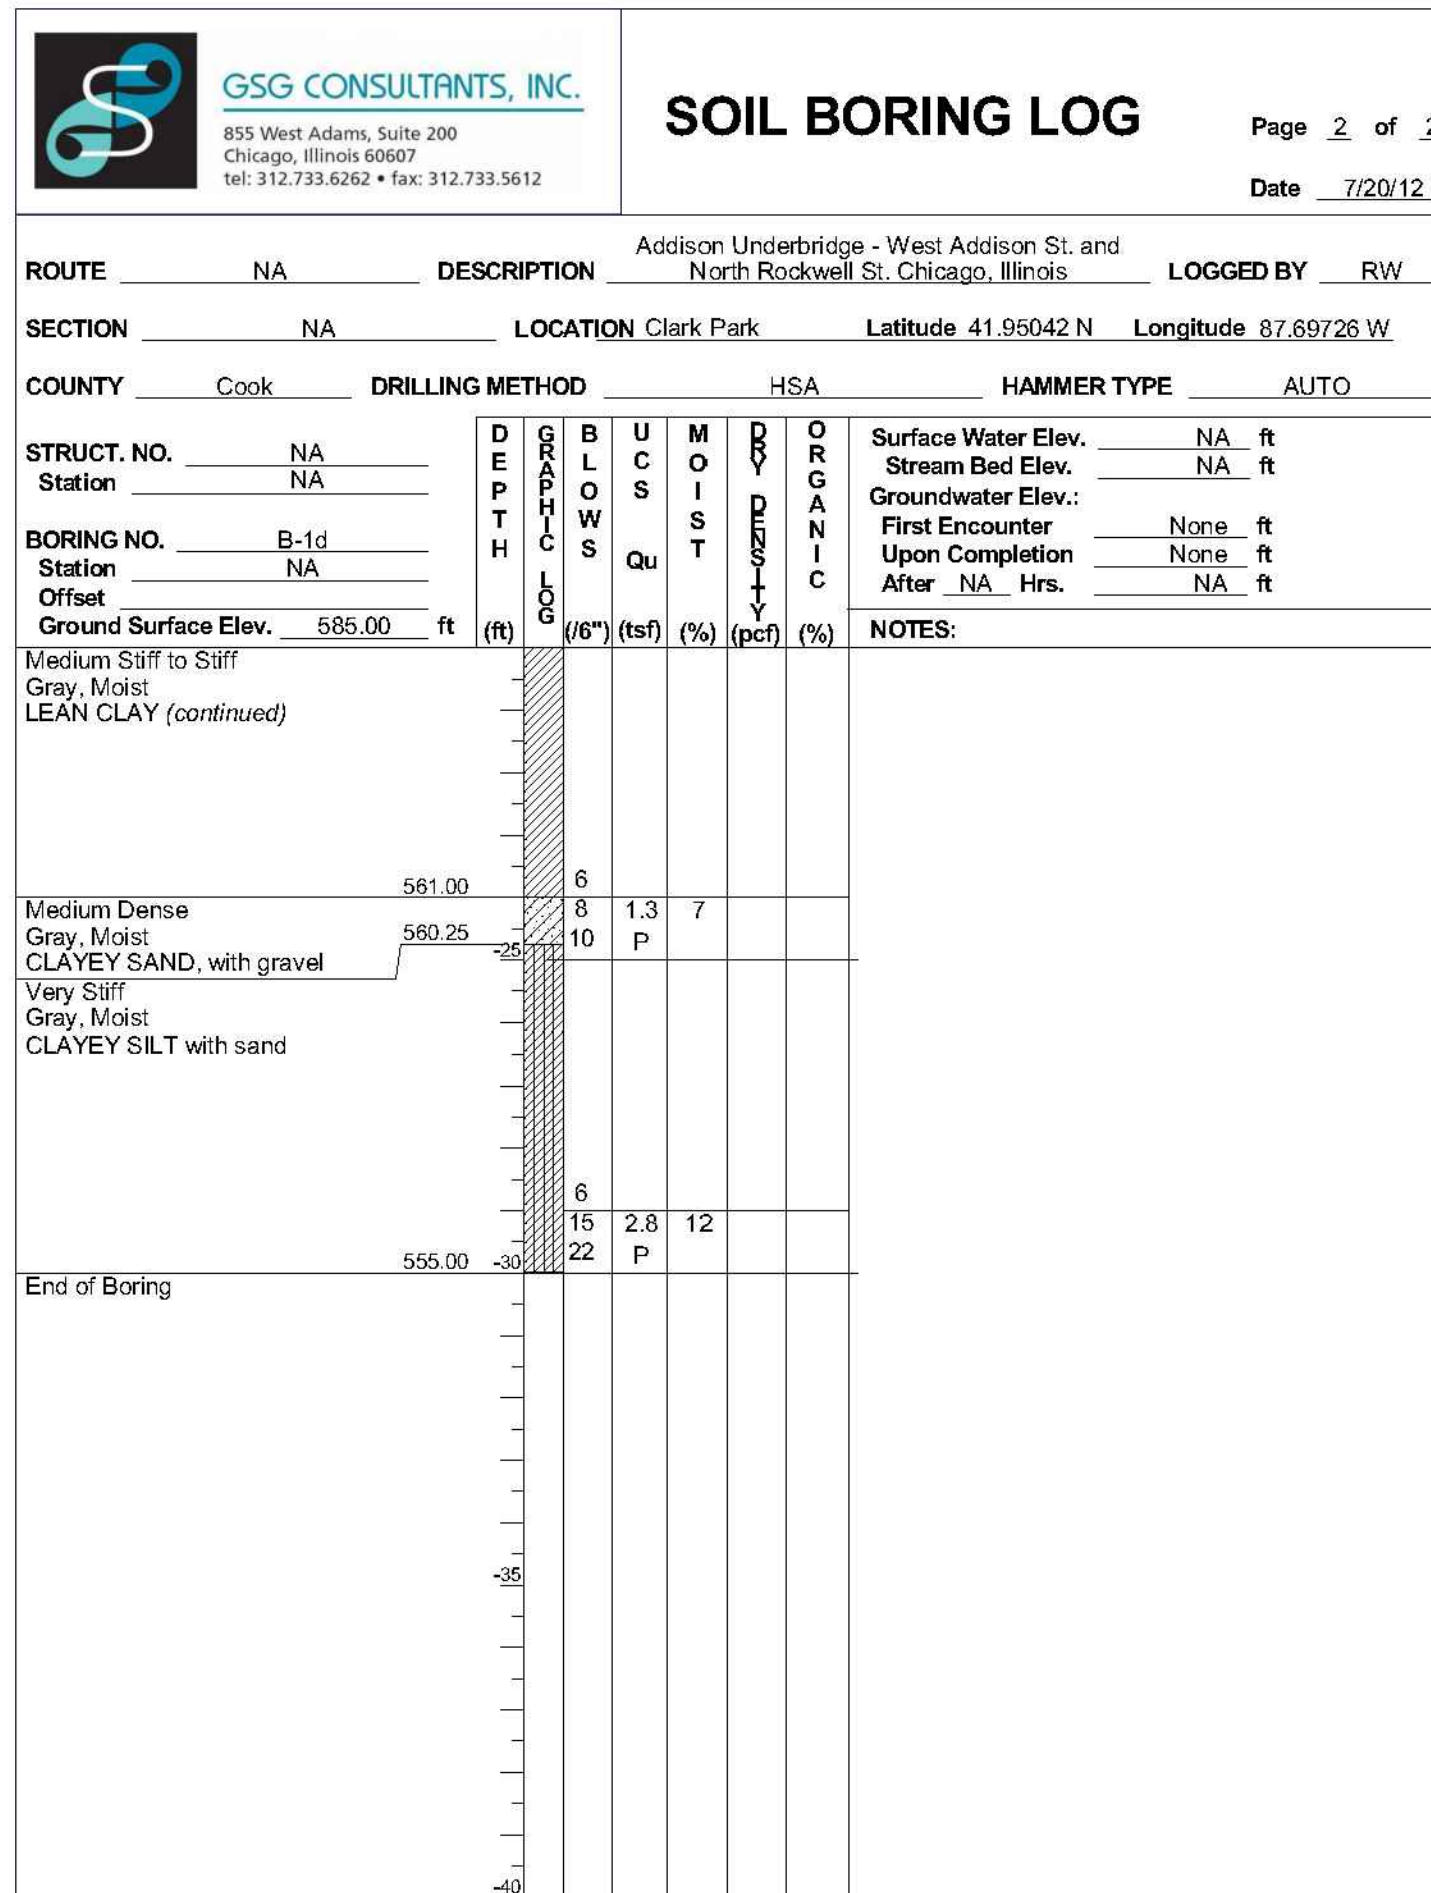 GSG CONSULTANTS, INC.
855 West Adams, Suite 200
Chicago, Illinois 60607
tel: 312.733.6262 • fax: 312.733.5612
SOIL BORING LOG
Page 2 of
Date 7/20/12
ROUTE NA DESCRIPTION Addison Underbridge - West Addison St. and
North Rockwell St. Chicago, Illinois LOGGED BY RW
SECTION NA LOCATION Clark Park Latitude 41.95042 N Longitude 87.69726 W
COUNTY Cook DRILLING METHOD HSA HAMMER TYPE AUTO
STRUCT. NO. NA
Station NA
BORING NO. B-1d
Station NA
Offset
Ground Surface Elev. 585.00 ft
DEPTH (ft)
GRAPHIC LOG
BLOWS (/6")
UCS Qu (tsf)
MOIST (%)
DRY DENSITY (pcf)
ORGANIC (%)
Surface Water Elev. NA ft
Stream Bed Elev. NA ft
Groundwater Elev.:
First Encounter None ft
Upon Completion None ft
After NA Hrs. NA ft
NOTES:
Medium Stiff to Stiff
Gray, Moist
LEAN CLAY (continued)
561.00 6
Medium Dense 8 1.3 7
Gray, Moist 560.25 -25 10 P
CLAYEY SAND, with gravel
Very Stiff
Gray, Moist
CLAYEY SILT with sand
6
15 2.8 12
555.00 -30 22 P
End of Boring
-35
-40